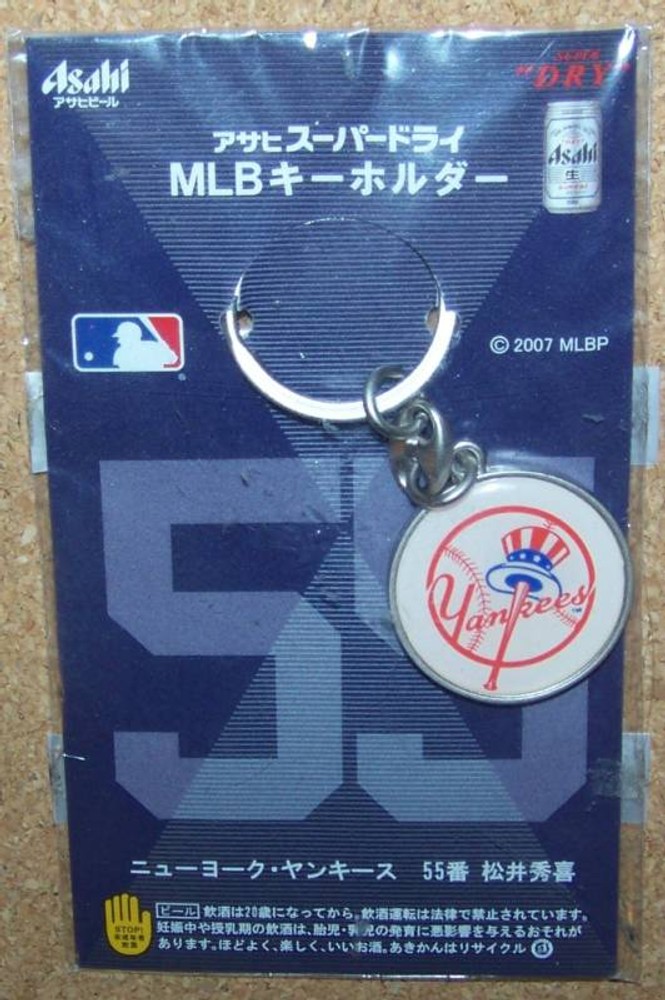 Asahi
アサヒビール
SUPER
"DRY"
アサヒスーパードライ
MLBキーホルダー
Asahi
生
© 2007 MLBP
55
Yankees
ニューヨーク・ヤンキース 55番 松井秀喜
STOP!
未成年者
飲酒
ビール 飲酒は20歳になってから。飲酒運転は法律で禁止されています。
妊娠中や授乳期の飲酒は、胎児・乳児の発育に悪影響を与えるおそれが
あります。ほどよく、楽しく、いいお酒。あきかんはリサイクル